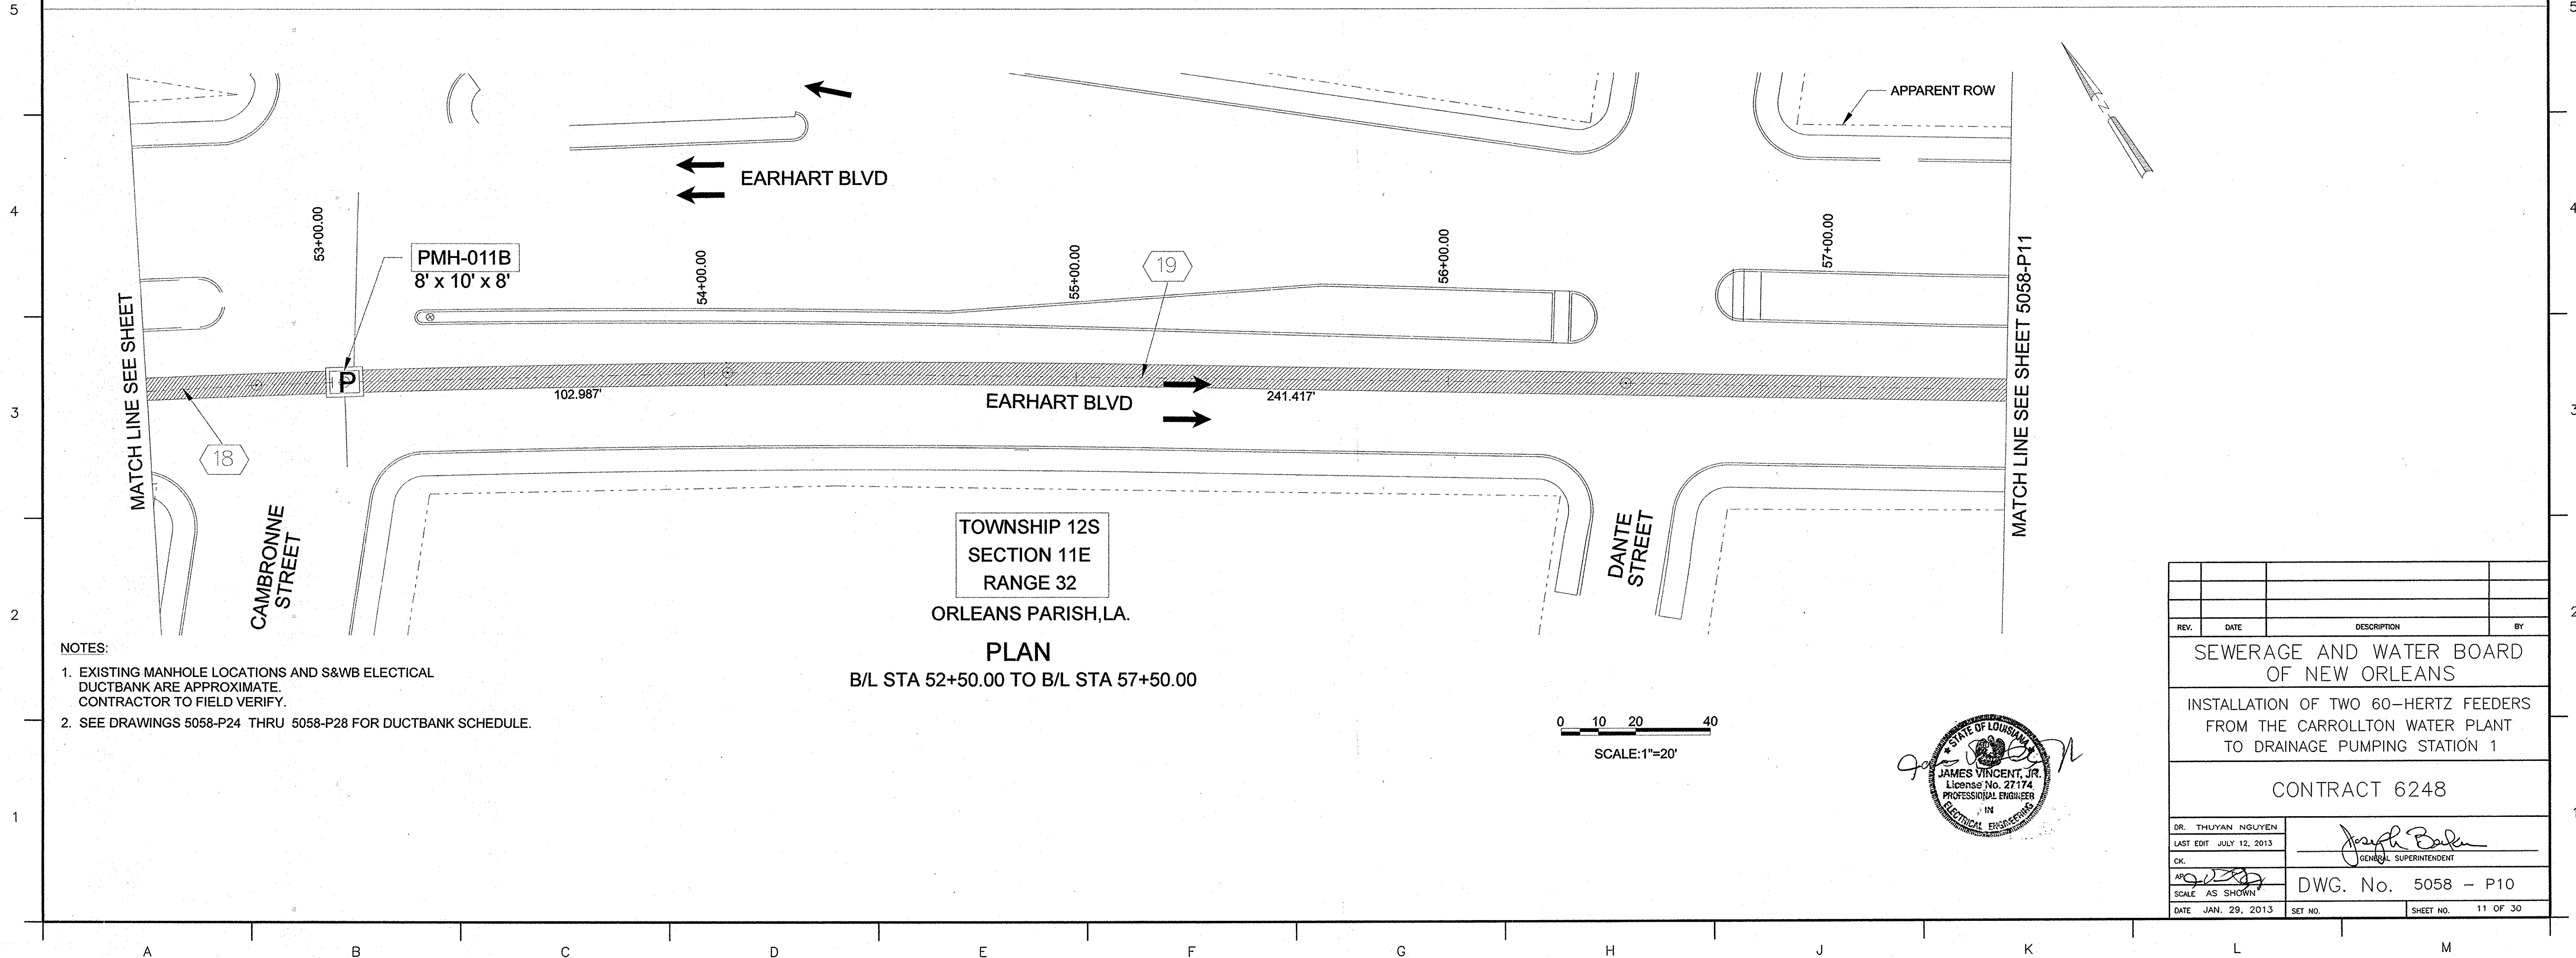 5
5
APPARENT ROW
N
EARHART BLVD
4
4
53+00.00
PMH-011B
8' x 10' x 8'
54+00.00
55+00.00
19
56+00.00
57+00.00
MATCH LINE SEE SHEET
MATCH LINE SEE SHEET 5058-P11
P
102.987'
EARHART BLVD
241.417'
3
3
18
CAMBRONNE
STREET
TOWNSHIP 12S
SECTION 11E
RANGE 32
ORLEANS PARISH,LA.
DANTE
STREET
2
2
PLAN
B/L STA 52+50.00 TO B/L STA 57+50.00
NOTES:
1. EXISTING MANHOLE LOCATIONS AND S&WB ELECTICAL
DUCTBANK ARE APPROXIMATE.
CONTRACTOR TO FIELD VERIFY.
2. SEE DRAWINGS 5058-P24 THRU 5058-P28 FOR DUCTBANK SCHEDULE.
0 10 20 40
SCALE:1"=20'
STATE OF LOUISIANA
JAMES VINCENT, JR.
License No. 27174
PROFESSIONAL ENGINEER
IN
ELECTRICAL ENGINEERING
REV. DATE DESCRIPTION BY
SEWERAGE AND WATER BOARD
OF NEW ORLEANS
INSTALLATION OF TWO 60-HERTZ FEEDERS
FROM THE CARROLLTON WATER PLANT
TO DRAINAGE PUMPING STATION 1
CONTRACT 6248
1
1
DR. THUYAN NGUYEN
LAST EDIT JULY 12, 2013
CK.
AP.
SCALE AS SHOWN
DATE JAN. 29, 2013
Joseph Becker
GENERAL SUPERINTENDENT
DWG. No. 5058 - P10
SET NO.
SHEET NO. 11 OF 30
A B C D E F G H J K L M